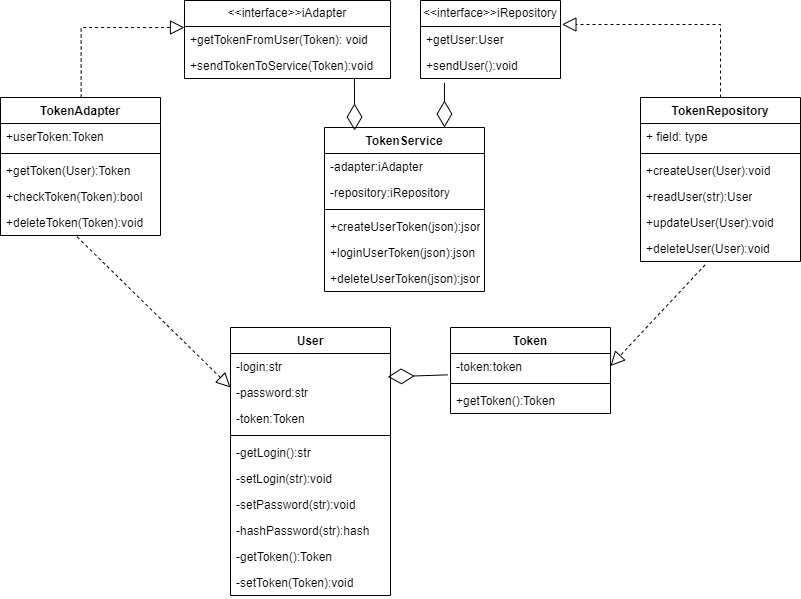 <<interface>>iAdapter
+getTokenFromUser(Token): void
+sendTokenToService(Token):void
<<interface>>iRepository
+getUser:User
+sendUser():void
TokenAdapter
+userToken:Token
+getToken(User):Token
+checkToken(Token):bool
+deleteToken(Token):void
TokenService
-adapter:iAdapter
-repository:iRepository
+createUserToken(json):json
+loginUserToken(json):json
+deleteUserToken(json):json
TokenRepository
+ field: type
+createUser(User):void
+readUser(str):User
+updateUser(User):void
+deleteUser(User):void
User
-login:str
-password:str
-token:Token
-getLogin():str
-setLogin(str):void
-setPassword(str):void
-hashPassword(str):hash
-getToken():Token
-setToken(Token):void
Token
-token:token
+getToken():Token